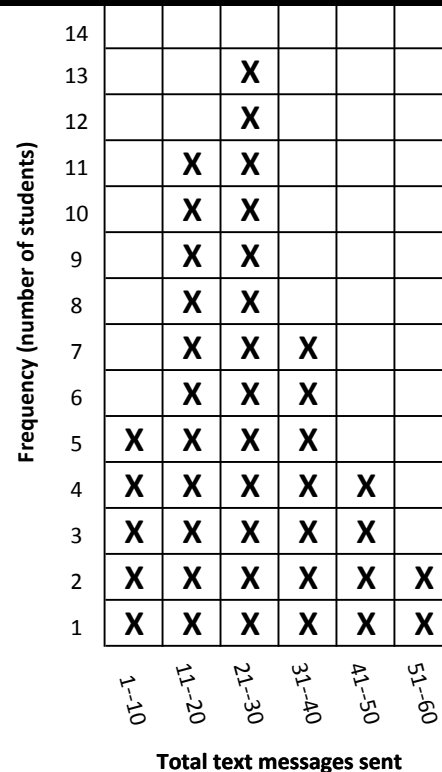 14
13 X
12 X
11 X X
10 X X
9 X X
8 X X
7 X X X
6 X X X
5 X X X X
4 X X X X X
3 X X X X X
2 X X X X X X
1 X X X X X X
Frequency (number of students)
1--10 11--20 21--30 31--40 41--50 51--60
Total text messages sent